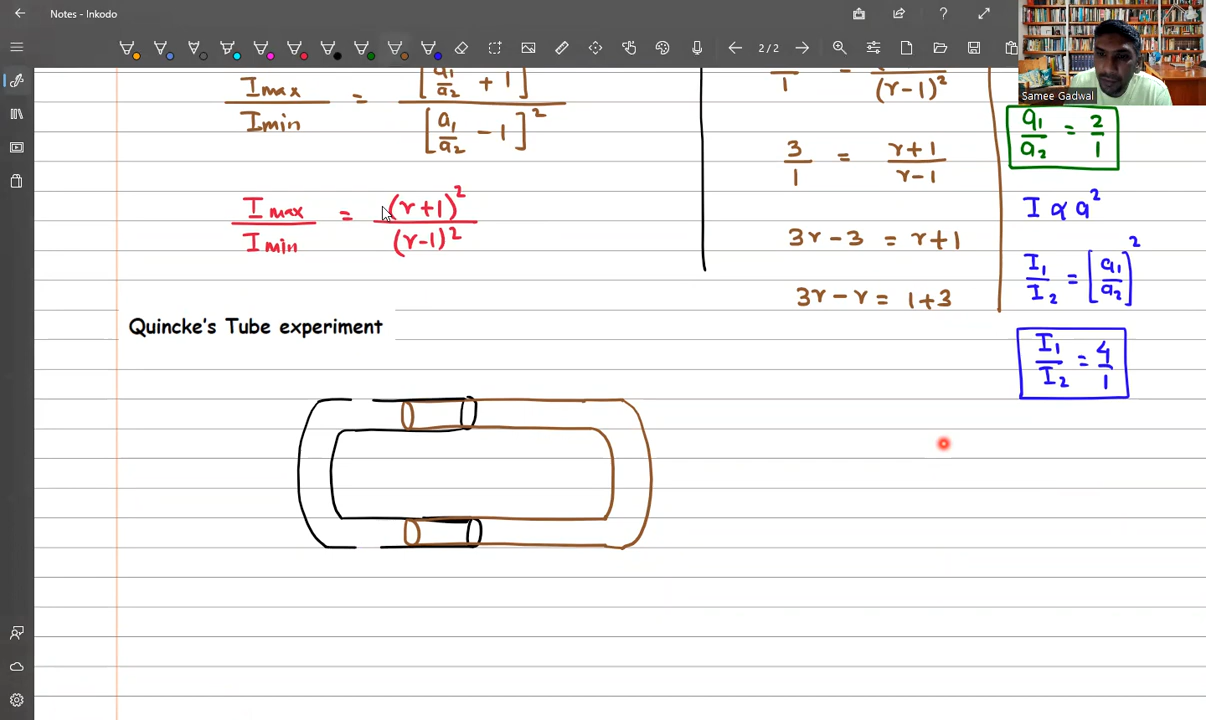 Notes - Inkodo
2/2
Samee Gadwal
Imax / Imin = [a1/a2 + 1] / [a1/a2 - 1]^2
Imax / Imin = (r+1)^2 / (r-1)^2
Quincke's Tube experiment
1 = (r-1)^2
3/1 = r+1 / r-1
3r - 3 = r+1
3r - r = 1+3
a1/a2 = 2/1
I ∝ a^2
I1/I2 = [a1/a2]^2
I1/I2 = 4/1